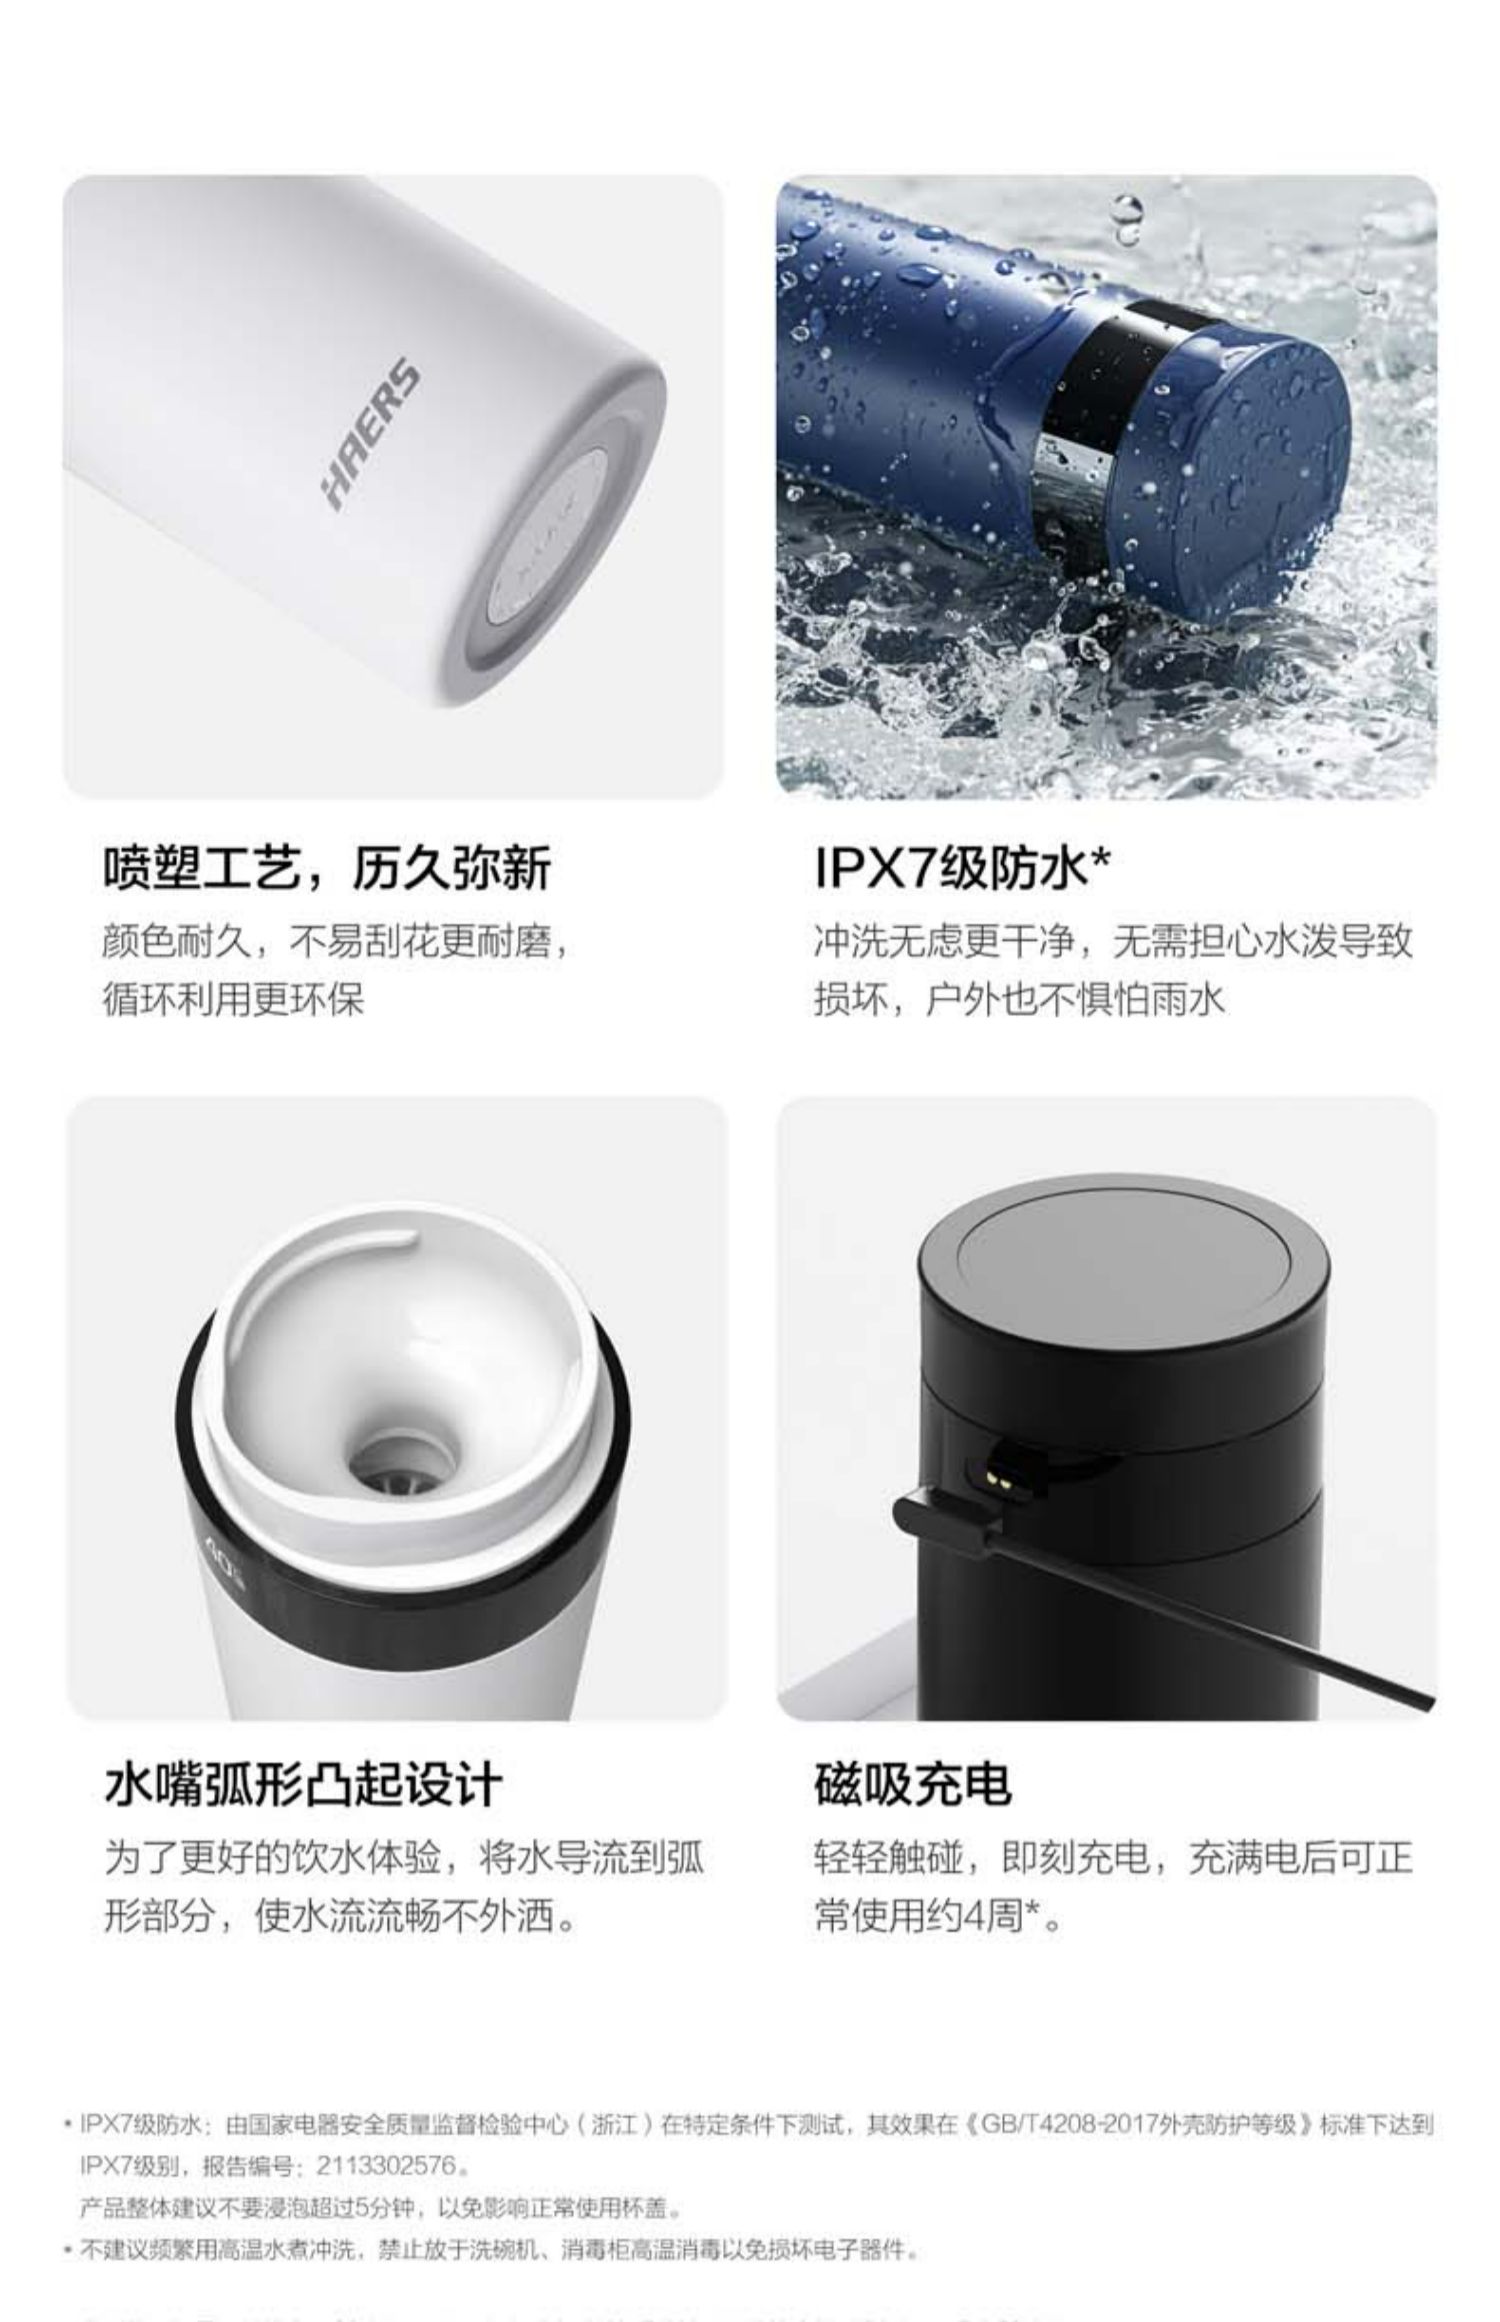 HAERS
喷塑工艺，历久弥新
颜色耐久，不易刮花更耐磨，
循环利用更环保
IPX7级防水*
冲洗无虑更干净，无需担心水泼导致
损坏，户外也不惧怕雨水
40
水嘴弧形凸起设计
为了更好的饮水体验，将水导流到弧
形部分，使水流流畅不外洒。
磁吸充电
轻轻触碰，即刻充电，充满电后可正
常使用约4周*。
• IPX7级防水：由国家电器安全质量监督检验中心（浙江）在特定条件下测试，其效果在《GB/T4208-2017外壳防护等级》标准下达到
IPX7级别，报告编号：2113302576。
产品整体建议不要浸泡超过5分钟，以免影响正常使用杯盖。
• 不建议频繁用高温水煮冲洗，禁止放于洗碗机、消毒柜高温消毒以免损坏电子器件。